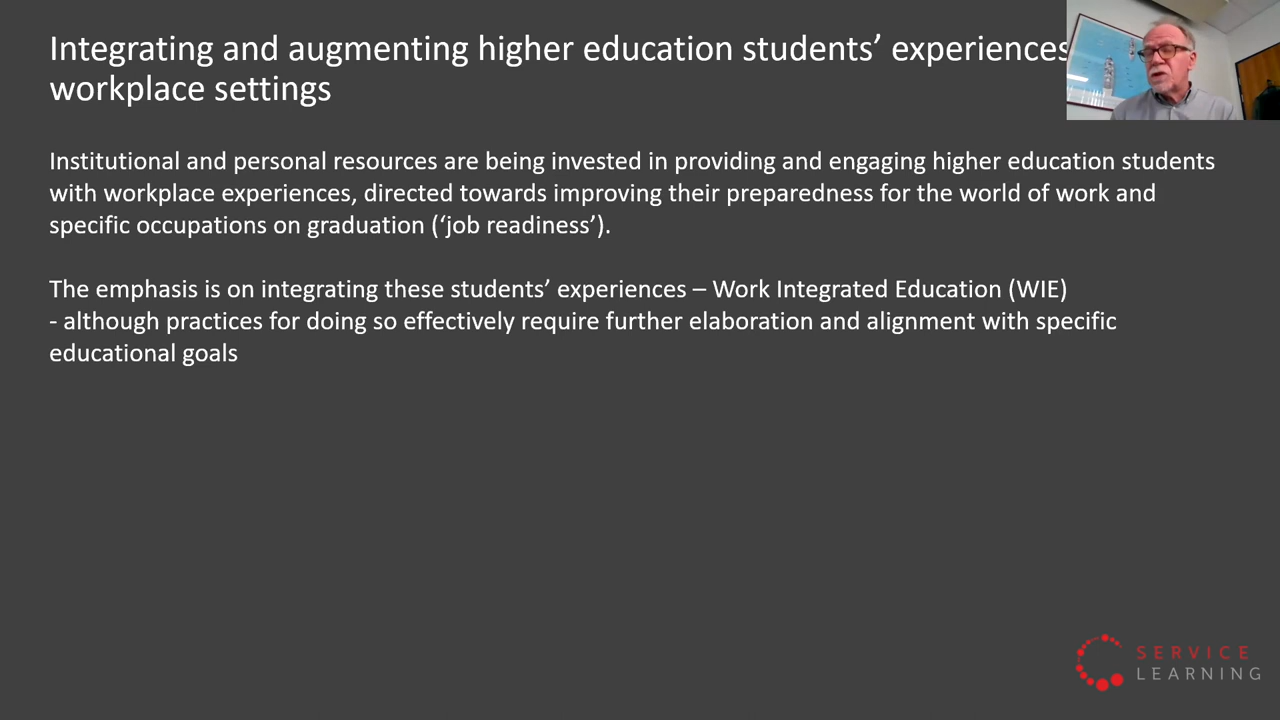 Integrating and augmenting higher education students’ experiences
workplace settings
Institutional and personal resources are being invested in providing and engaging higher education students
with workplace experiences, directed towards improving their preparedness for the world of work and
specific occupations on graduation (‘job readiness’).
The emphasis is on integrating these students’ experiences – Work Integrated Education (WIE)
- although practices for doing so effectively require further elaboration and alignment with specific
educational goals
SERVICE
LEARNING